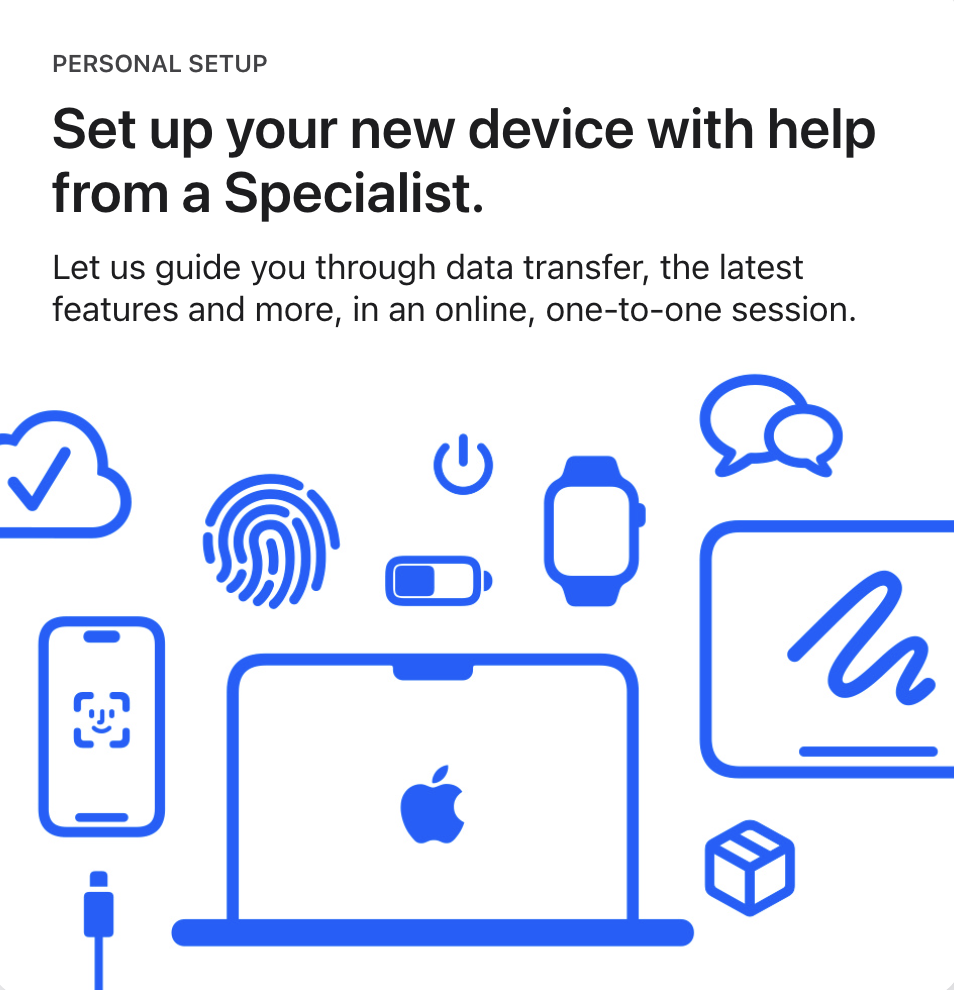 PERSONAL SETUP
Set up your new device with help
from a Specialist.
Let us guide you through data transfer, the latest
features and more, in an online, one-to-one session.